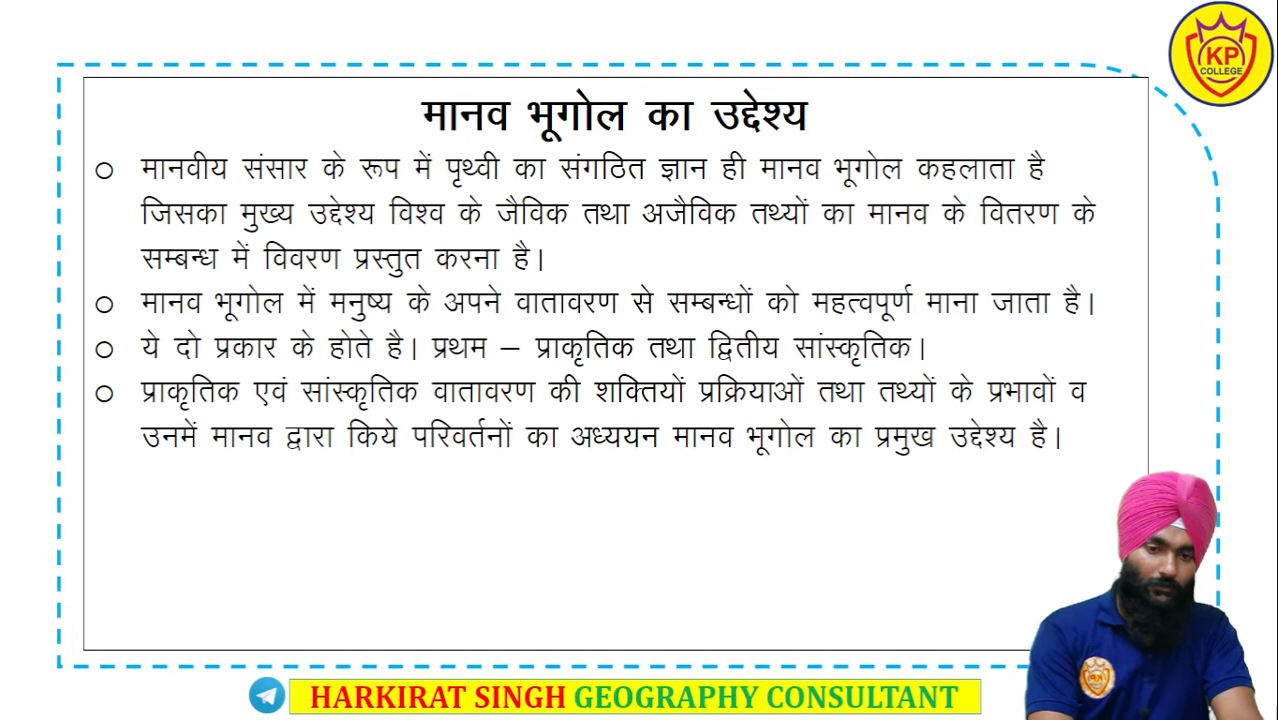 KP
COLLEGE
मानव भूगोल का उद्देश्य
○ मानवीय संसार के रूप में पृथ्वी का संगठित ज्ञान ही मानव भूगोल कहलाता है
जिसका मुख्य उद्देश्य विश्व के जैविक तथा अजैविक तथ्यों का मानव के वितरण के
सम्बन्ध में विवरण प्रस्तुत करना है।
○ मानव भूगोल में मनुष्य के अपने वातावरण से सम्बन्धों को महत्वपूर्ण माना जाता है।
○ ये दो प्रकार के होते है। प्रथम – प्राकृतिक तथा द्वितीय सांस्कृतिक।
○ प्राकृतिक एवं सांस्कृतिक वातावरण की शक्तियों प्रक्रियाओं तथा तथ्यों के प्रभावों व
उनमें मानव द्वारा किये परिवर्तनों का अध्ययन मानव भूगोल का प्रमुख उद्देश्य है।
KP
HARKIRAT SINGH GEOGRAPHY CONSULTANT